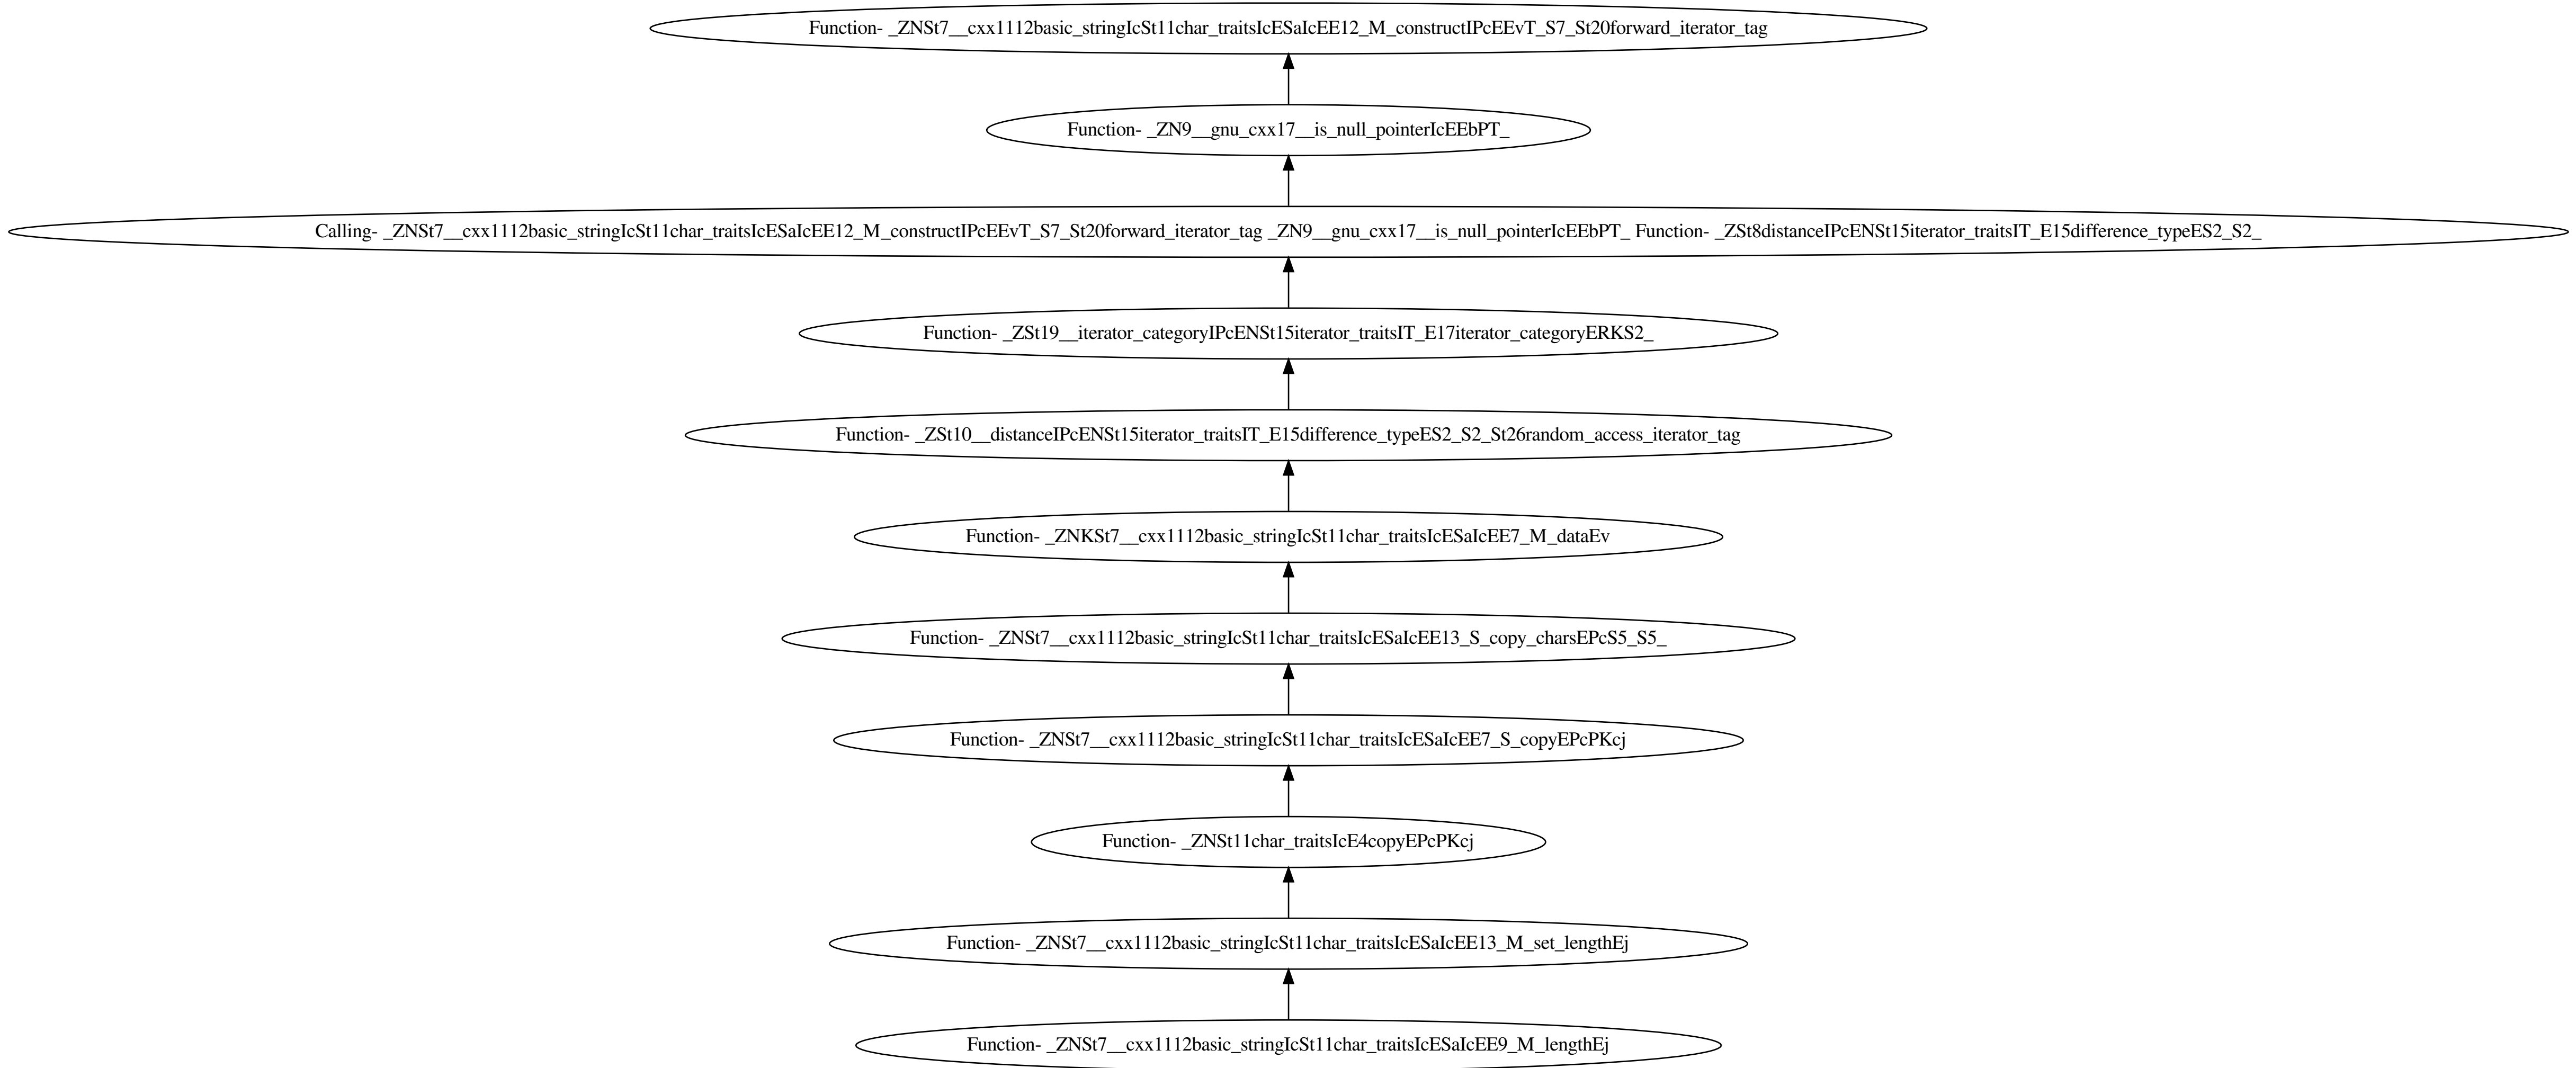 Function- _ZNSt7__cxx1112basic_stringIcSt11char_traitsIcESaIcEE12_M_constructIPcEEvT_S7_St20forward_iterator_tag
Function- _ZN9__gnu_cxx17__is_null_pointerIcEEbPT_
Calling- _ZNSt7__cxx1112basic_stringIcSt11char_traitsIcESaIcEE12_M_constructIPcEEvT_S7_St20forward_iterator_tag _ZN9__gnu_cxx17__is_null_pointerIcEEbPT_ Function- _ZSt8distanceIPcENSt15iterator_traitsIT_E15difference_typeES2_S2_
Function- _ZSt19__iterator_categoryIPcENSt15iterator_traitsIT_E17iterator_categoryERKS2_
Function- _ZSt10__distanceIPcENSt15iterator_traitsIT_E15difference_typeES2_S2_St26random_access_iterator_tag
Function- _ZNKSt7__cxx1112basic_stringIcSt11char_traitsIcESaIcEE7_M_dataEv
Function- _ZNSt7__cxx1112basic_stringIcSt11char_traitsIcESaIcEE13_S_copy_charsEPcS5_S5_
Function- _ZNSt7__cxx1112basic_stringIcSt11char_traitsIcESaIcEE7_S_copyEPcPKcj
Function- _ZNSt11char_traitsIcE4copyEPcPKcj
Function- _ZNSt7__cxx1112basic_stringIcSt11char_traitsIcESaIcEE13_M_set_lengthEj
Function- _ZNSt7__cxx1112basic_stringIcSt11char_traitsIcESaIcEE9_M_lengthEj